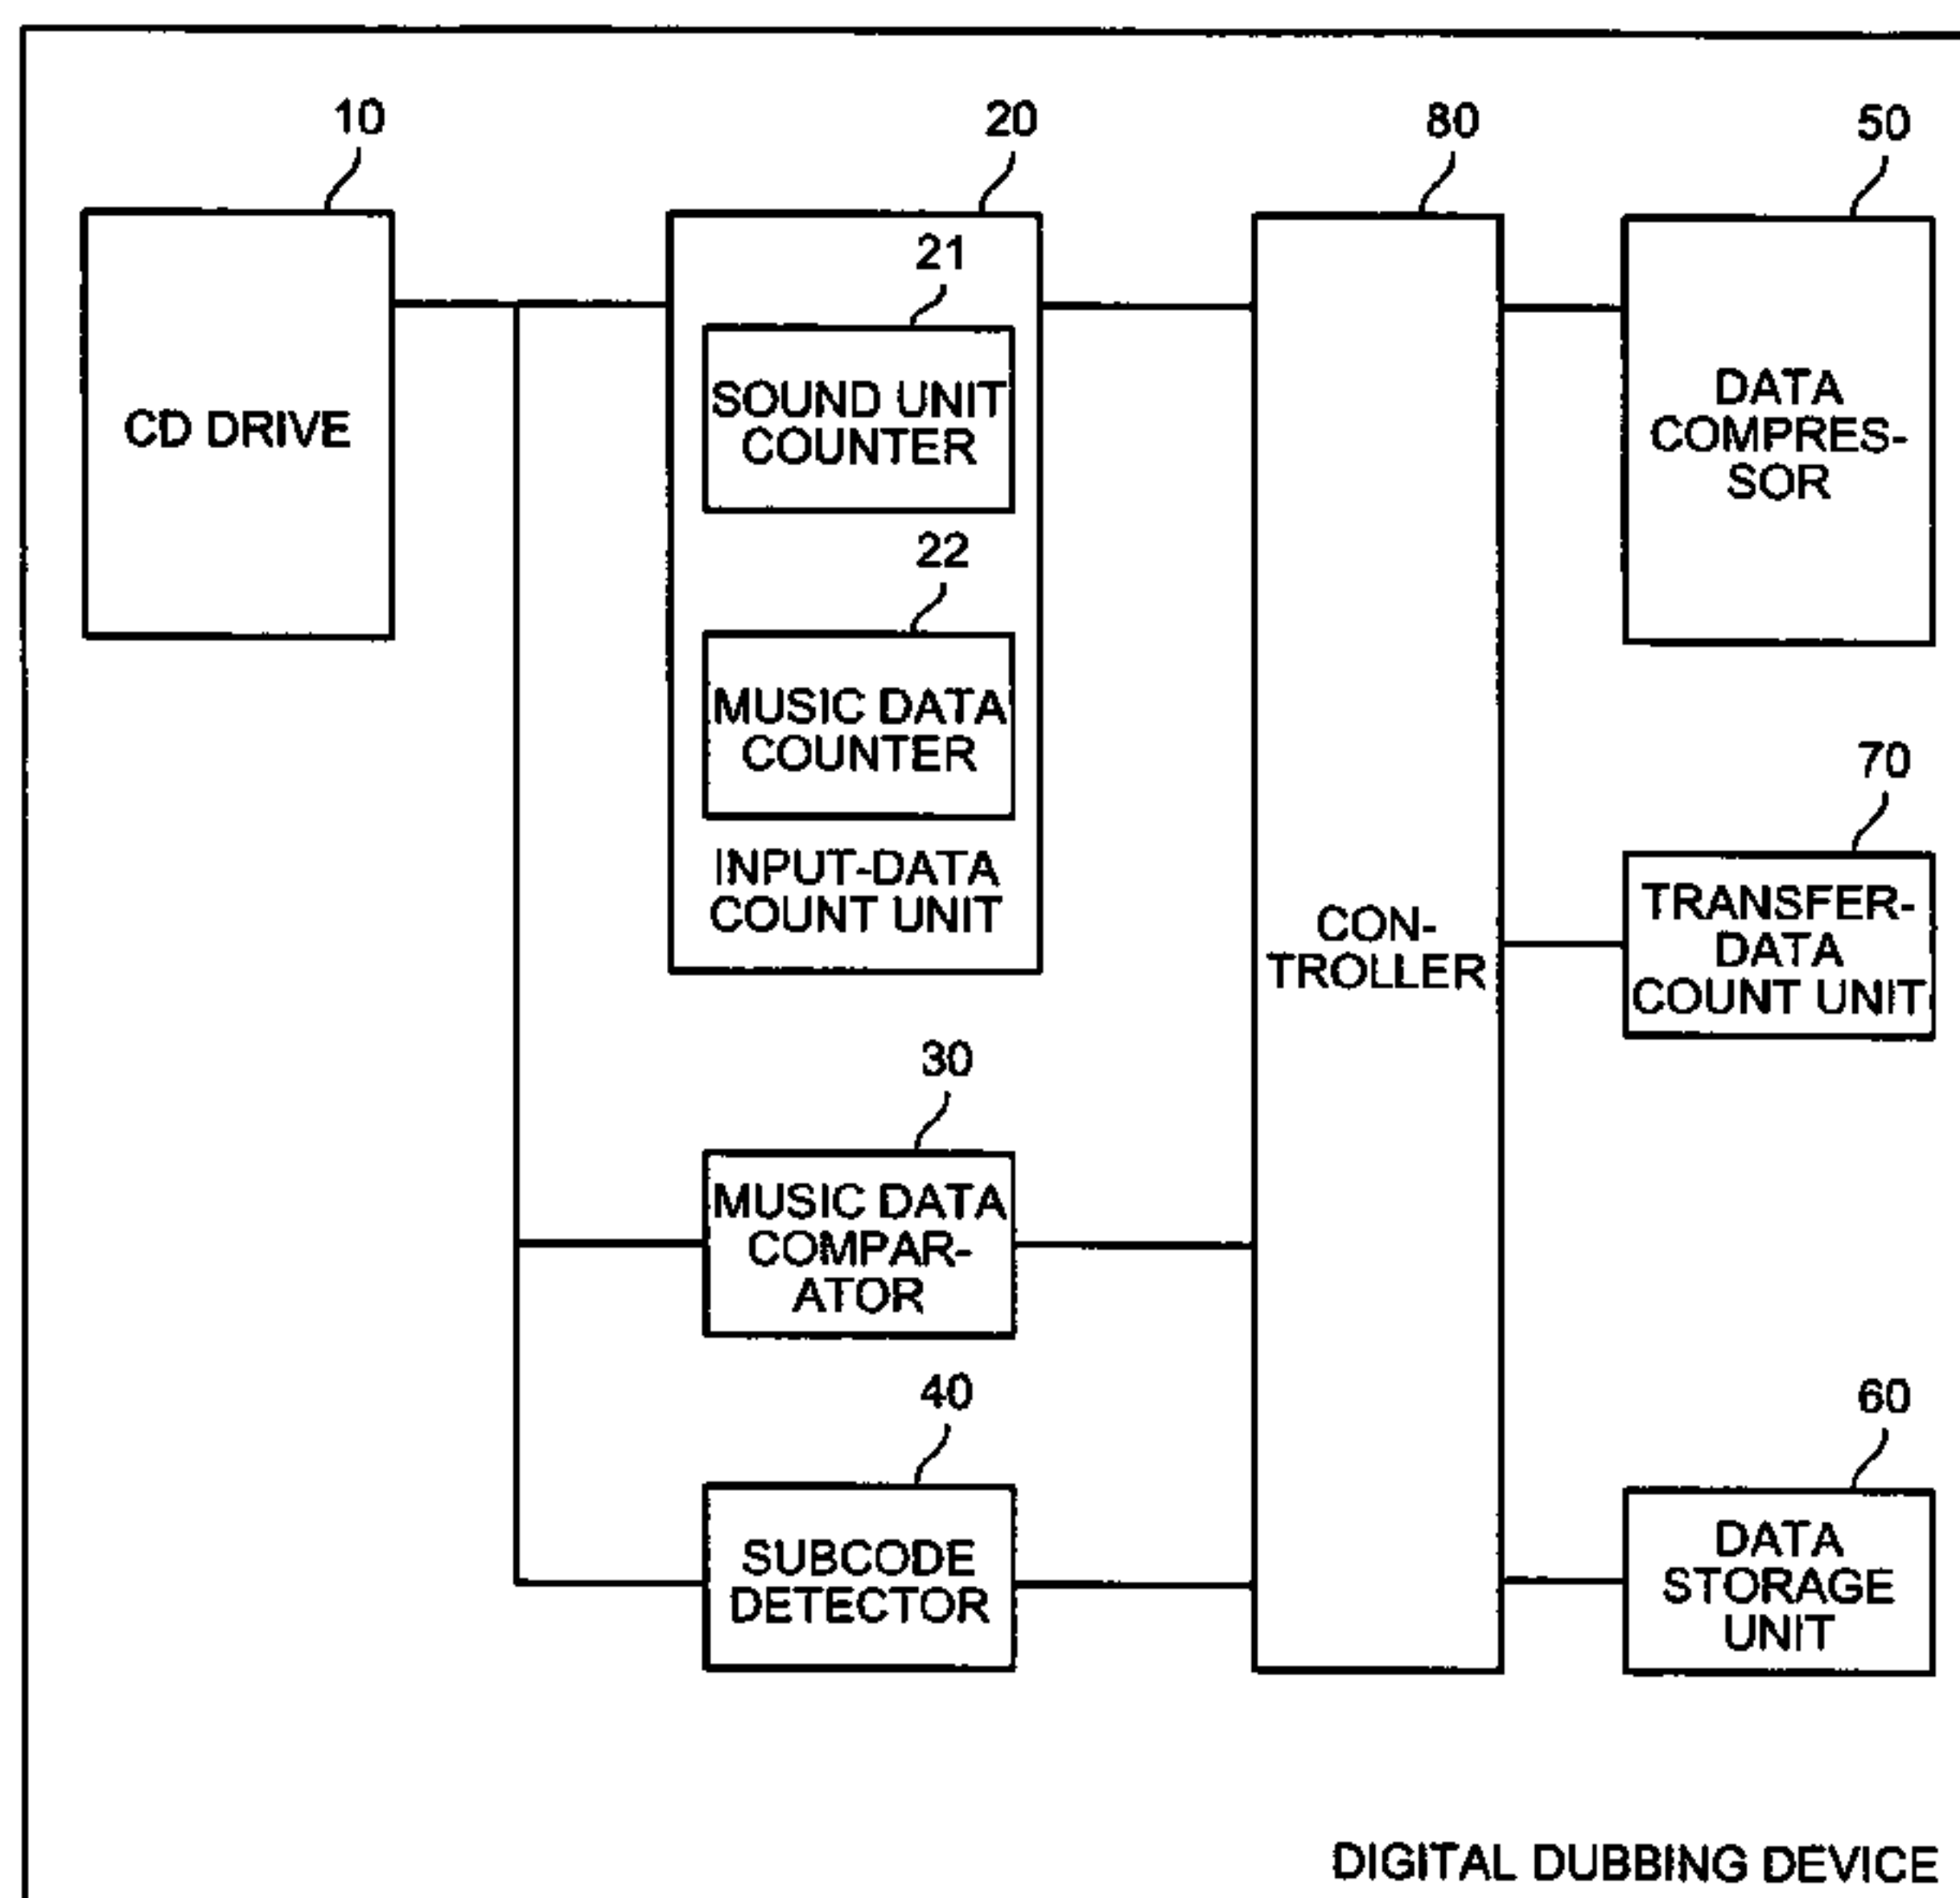 10
20
80
50
CD DRIVE
21
SOUND UNIT
COUNTER
22
MUSIC DATA
COUNTER
INPUT-DATA
COUNT UNIT
CON-
TROLLER
DATA
COMPRES-
SOR
70
TRANSFER-
DATA
COUNT UNIT
30
MUSIC DATA
COMPAR-
ATOR
40
SUBCODE
DETECTOR
60
DATA
STORAGE
UNIT
DIGITAL DUBBING DEVICE